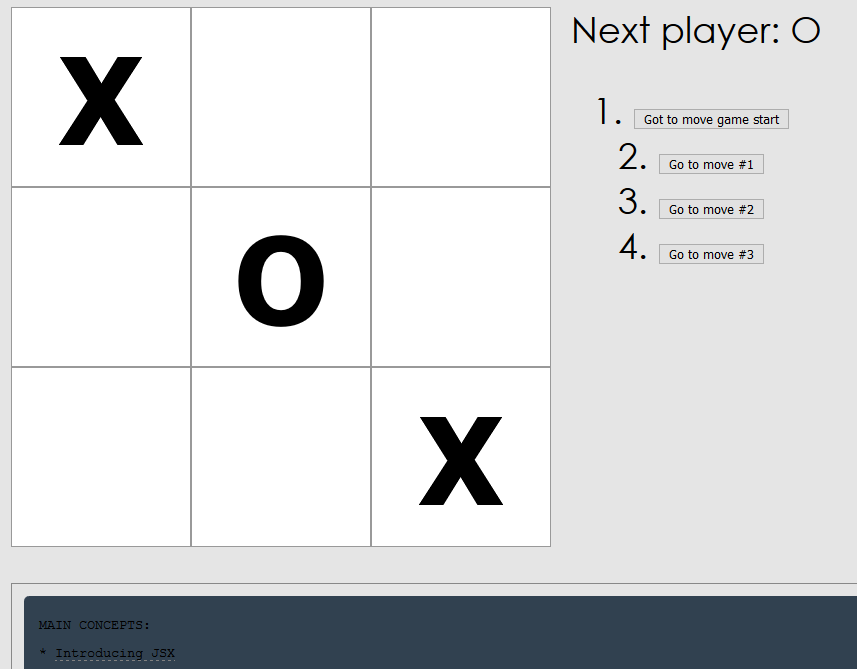 X
O
X
Next player: O
1. Got to move game start
2. Go to move #1
3. Go to move #2
4. Go to move #3
MAIN CONCEPTS:
* Introducing JSX